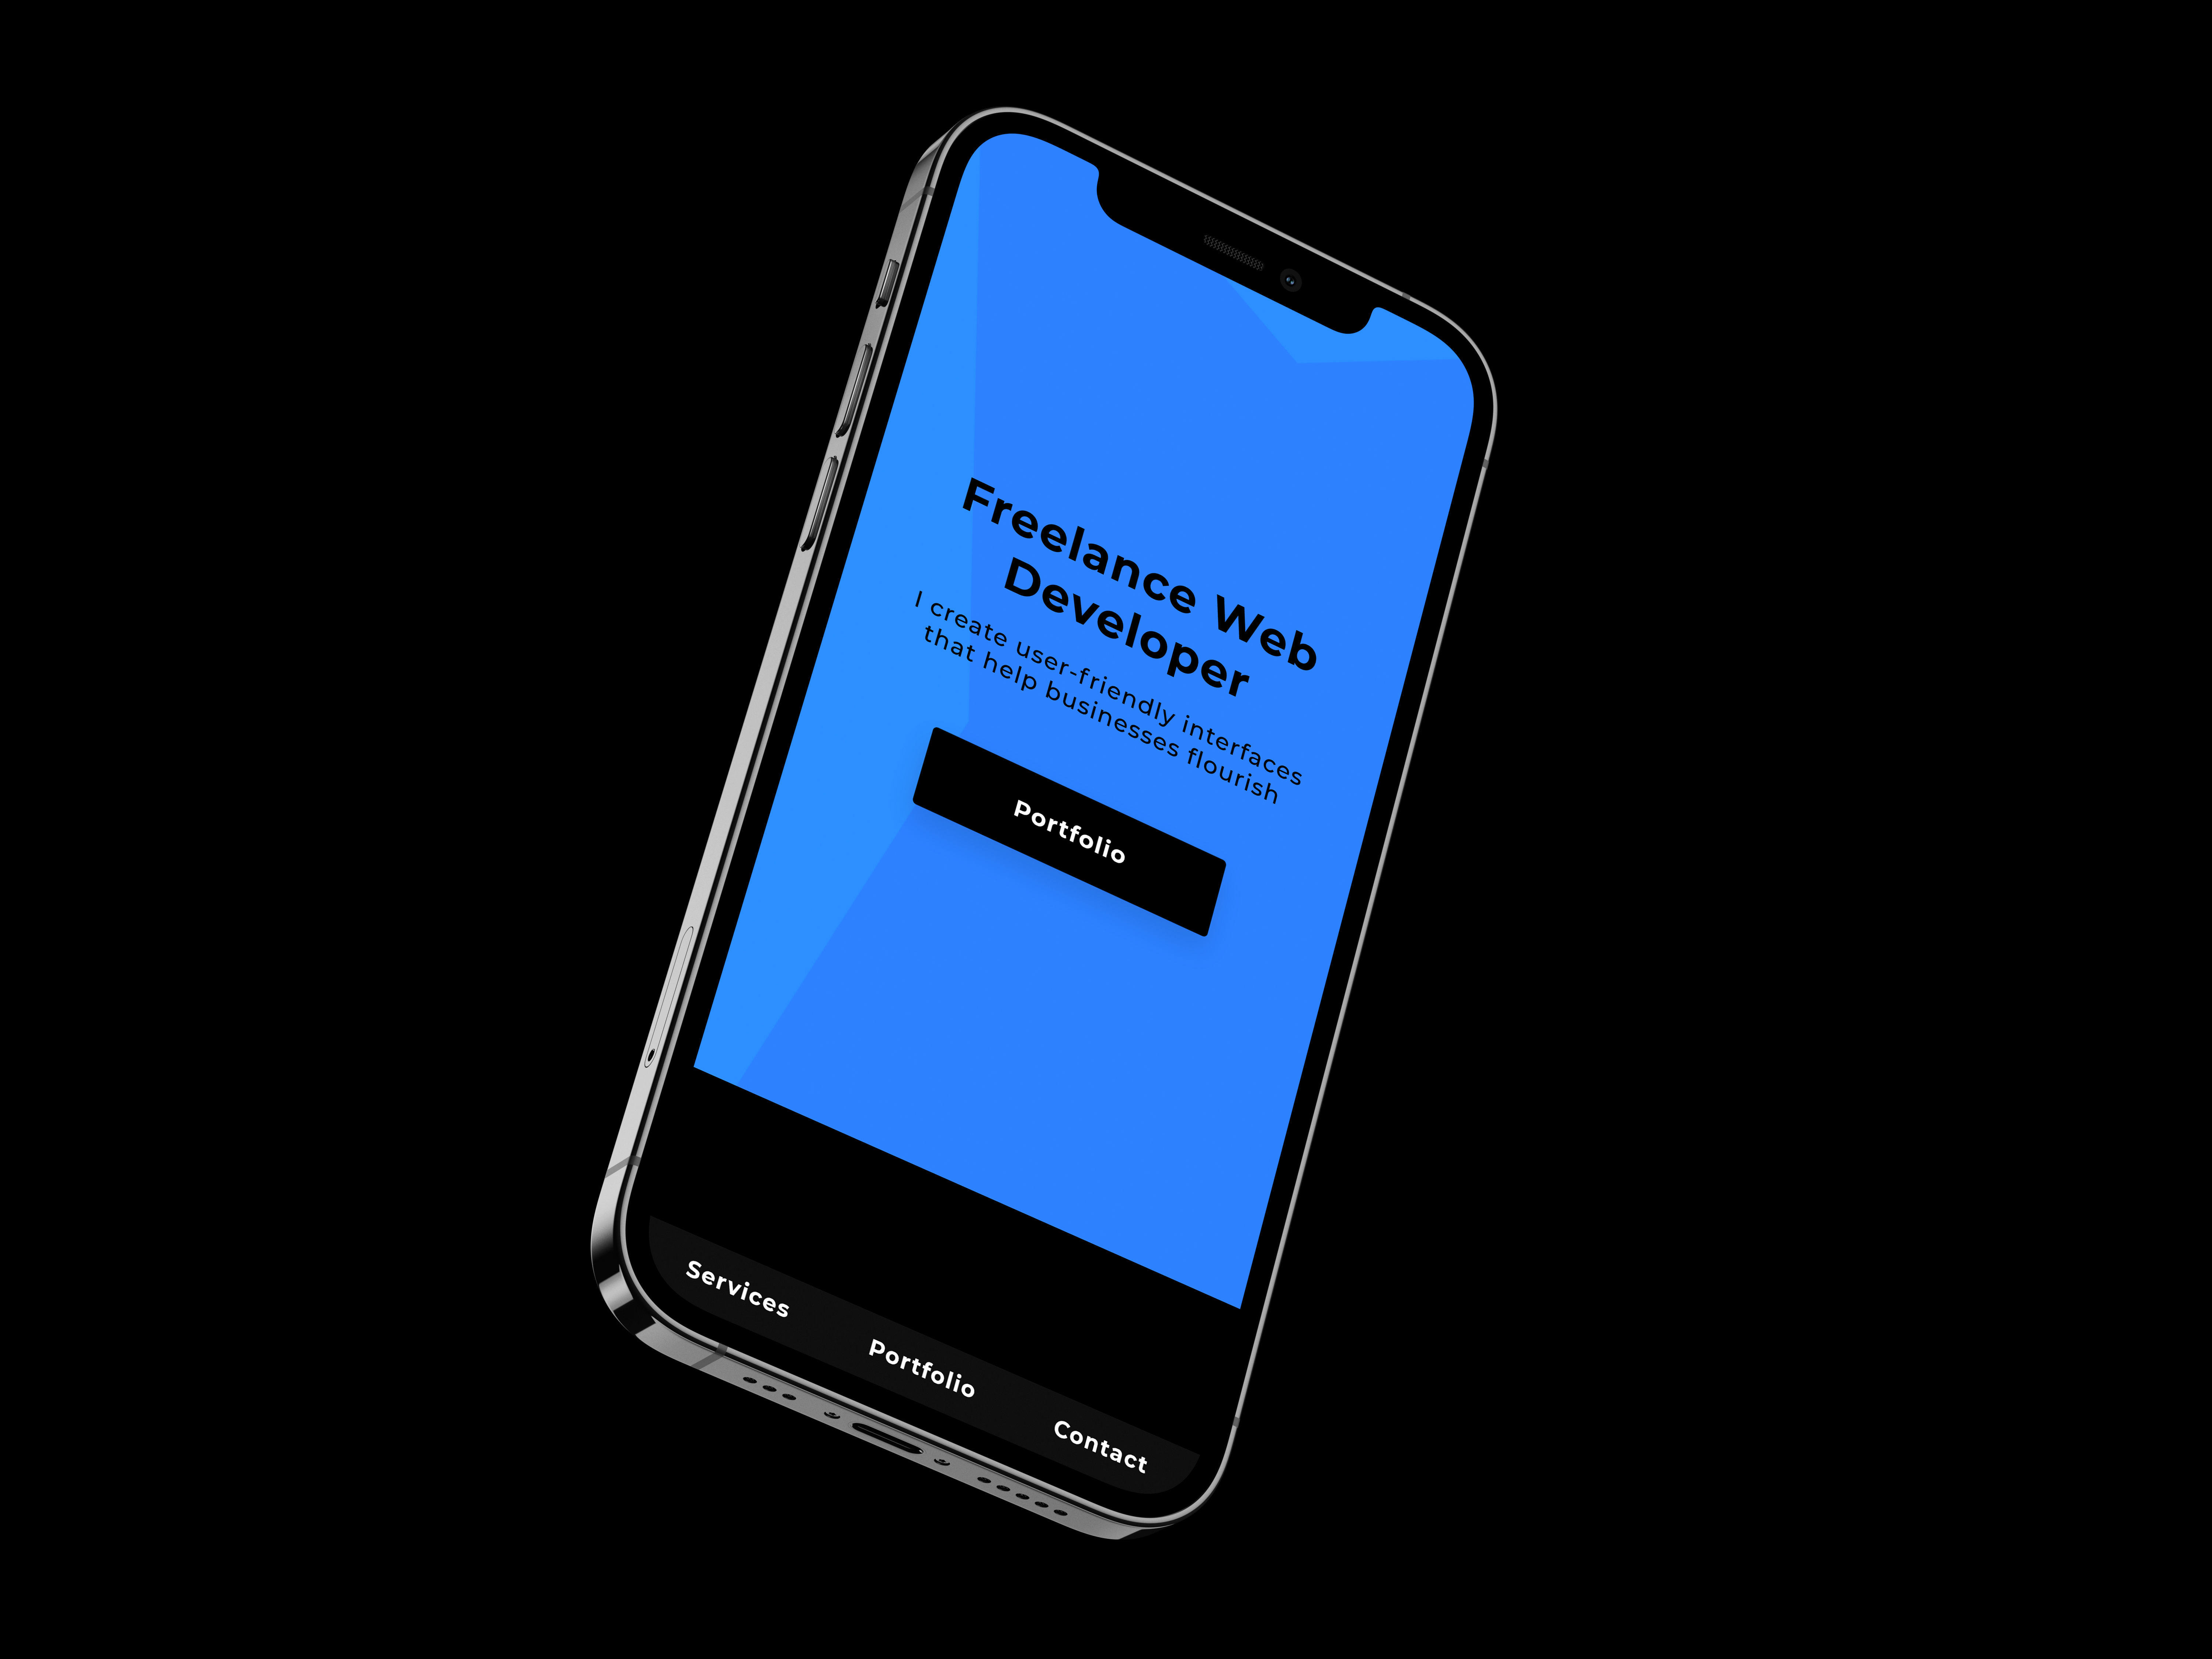 Freelance Web
Developer
I create user-friendly interfaces
that help businesses flourish
Portfolio
Services
Portfolio
Contact